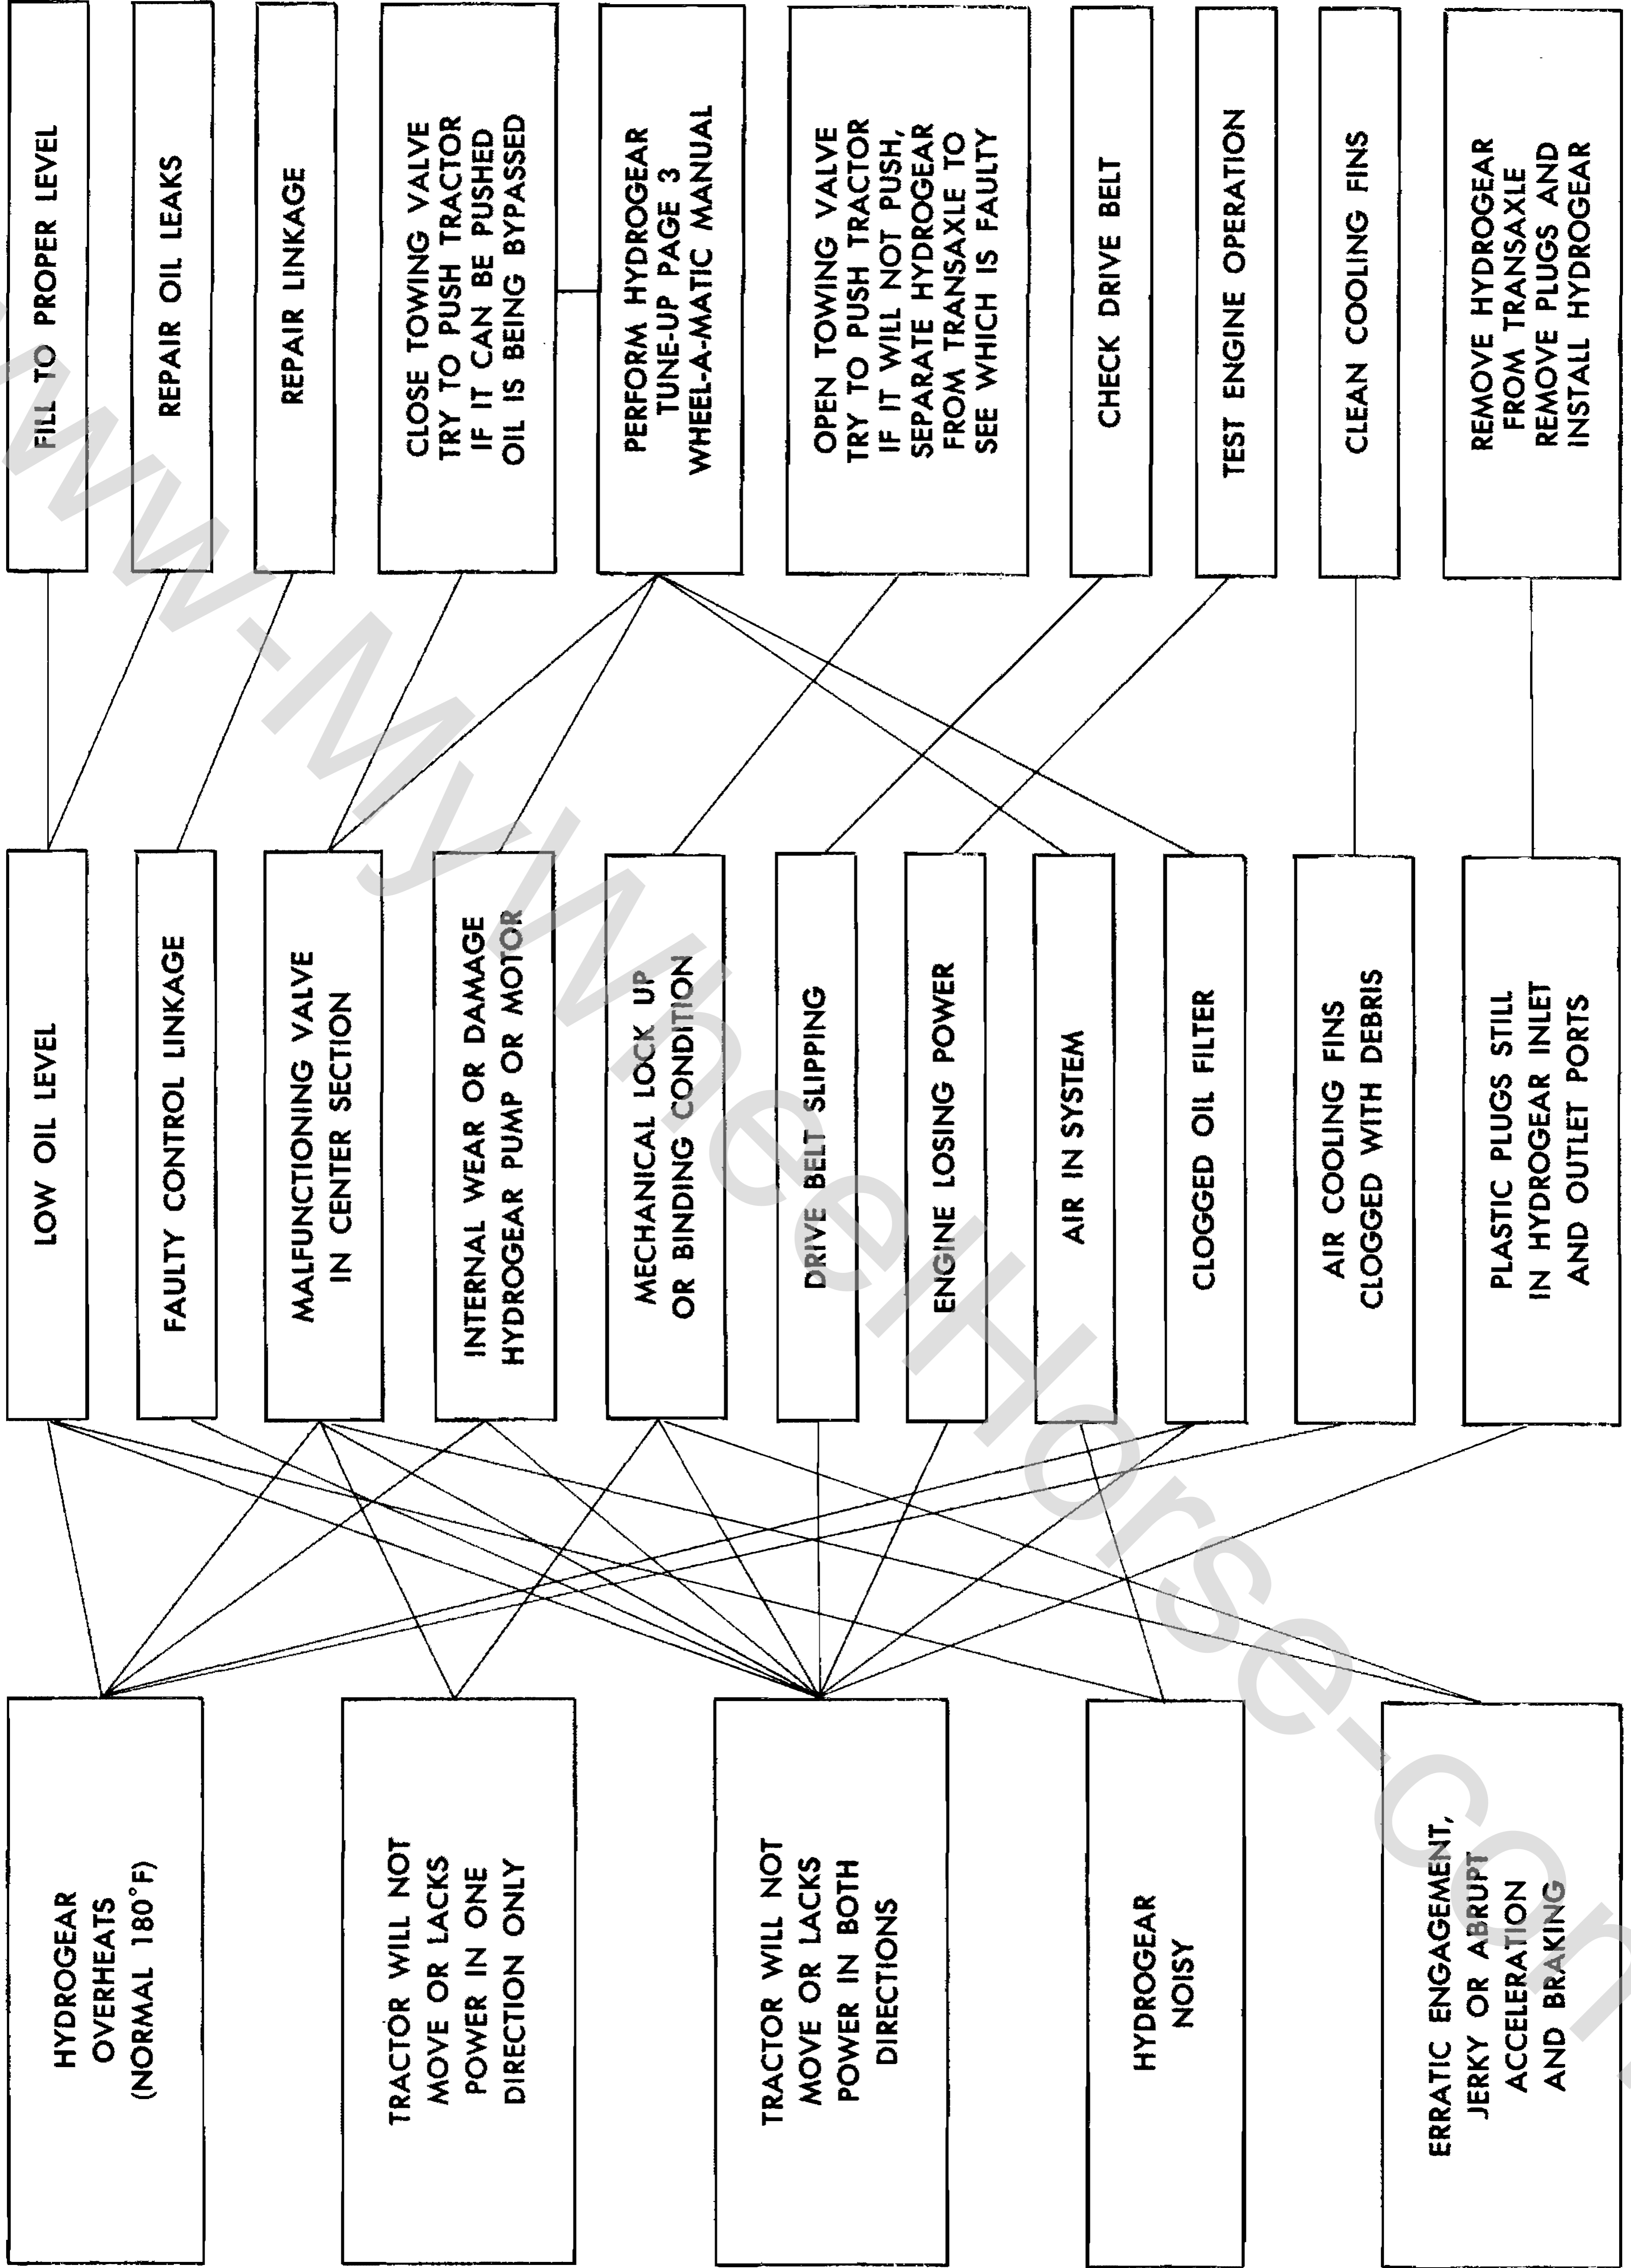 HYDROGEAR
OVERHEATS
(NORMAL 180°F)
TRACTOR WILL NOT
MOVE OR LACKS
POWER IN ONE
DIRECTION ONLY
TRACTOR WILL NOT
MOVE OR LACKS
POWER IN BOTH
DIRECTIONS
HYDROGEAR
NOISY
ERRATIC ENGAGEMENT,
JERKY OR ABRUPT
ACCELERATION
AND BRAKING
LOW OIL LEVEL
FAULTY CONTROL LINKAGE
MALFUNCTIONING VALVE
IN CENTER SECTION
INTERNAL WEAR OR DAMAGE
HYDROGEAR PUMP OR MOTOR
MECHANICAL LOCK UP
OR BINDING CONDITION
DRIVE BELT SLIPPING
ENGINE LOSING POWER
AIR IN SYSTEM
CLOGGED OIL FILTER
AIR COOLING FINS
CLOGGED WITH DEBRIS
PLASTIC PLUGS STILL
IN HYDROGEAR INLET
AND OUTLET PORTS
FILL TO PROPER LEVEL
REPAIR OIL LEAKS
REPAIR LINKAGE
CLOSE TOWING VALVE
TRY TO PUSH TRACTOR
IF IT CAN BE PUSHED
OIL IS BEING BYPASSED
PERFORM HYDROGEAR
TUNE-UP PAGE 3
WHEEL-A-MATIC MANUAL
OPEN TOWING VALVE
TRY TO PUSH TRACTOR
IF IT WILL NOT PUSH,
SEPARATE HYDROGEAR
FROM TRANSAXLE TO
SEE WHICH IS FAULTY
CHECK DRIVE BELT
TEST ENGINE OPERATION
CLEAN COOLING FINS
REMOVE HYDROGEAR
FROM TRANSAXLE
REMOVE PLUGS AND
INSTALL HYDROGEAR
ww-MyWheelHorse-com